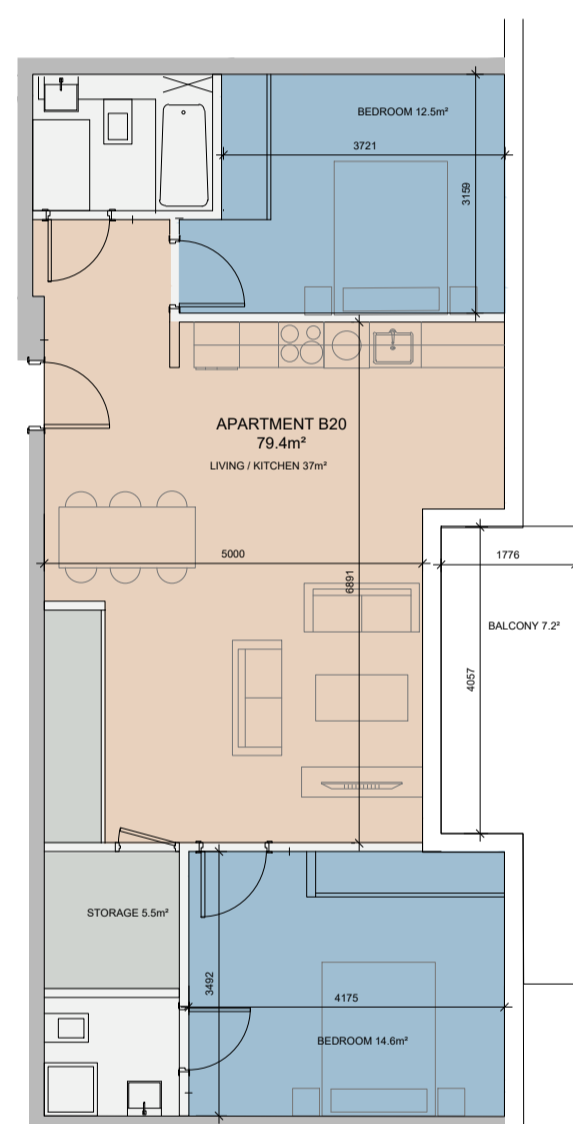 BEDROOM 12.5m²
3721
3159
APARTMENT B20
79.4m²
LIVING / KITCHEN 37m²
5000
6891
1776
BALCONY 7.2²
4057
STORAGE 5.5m²
3492
4175
BEDROOM 14.6m²